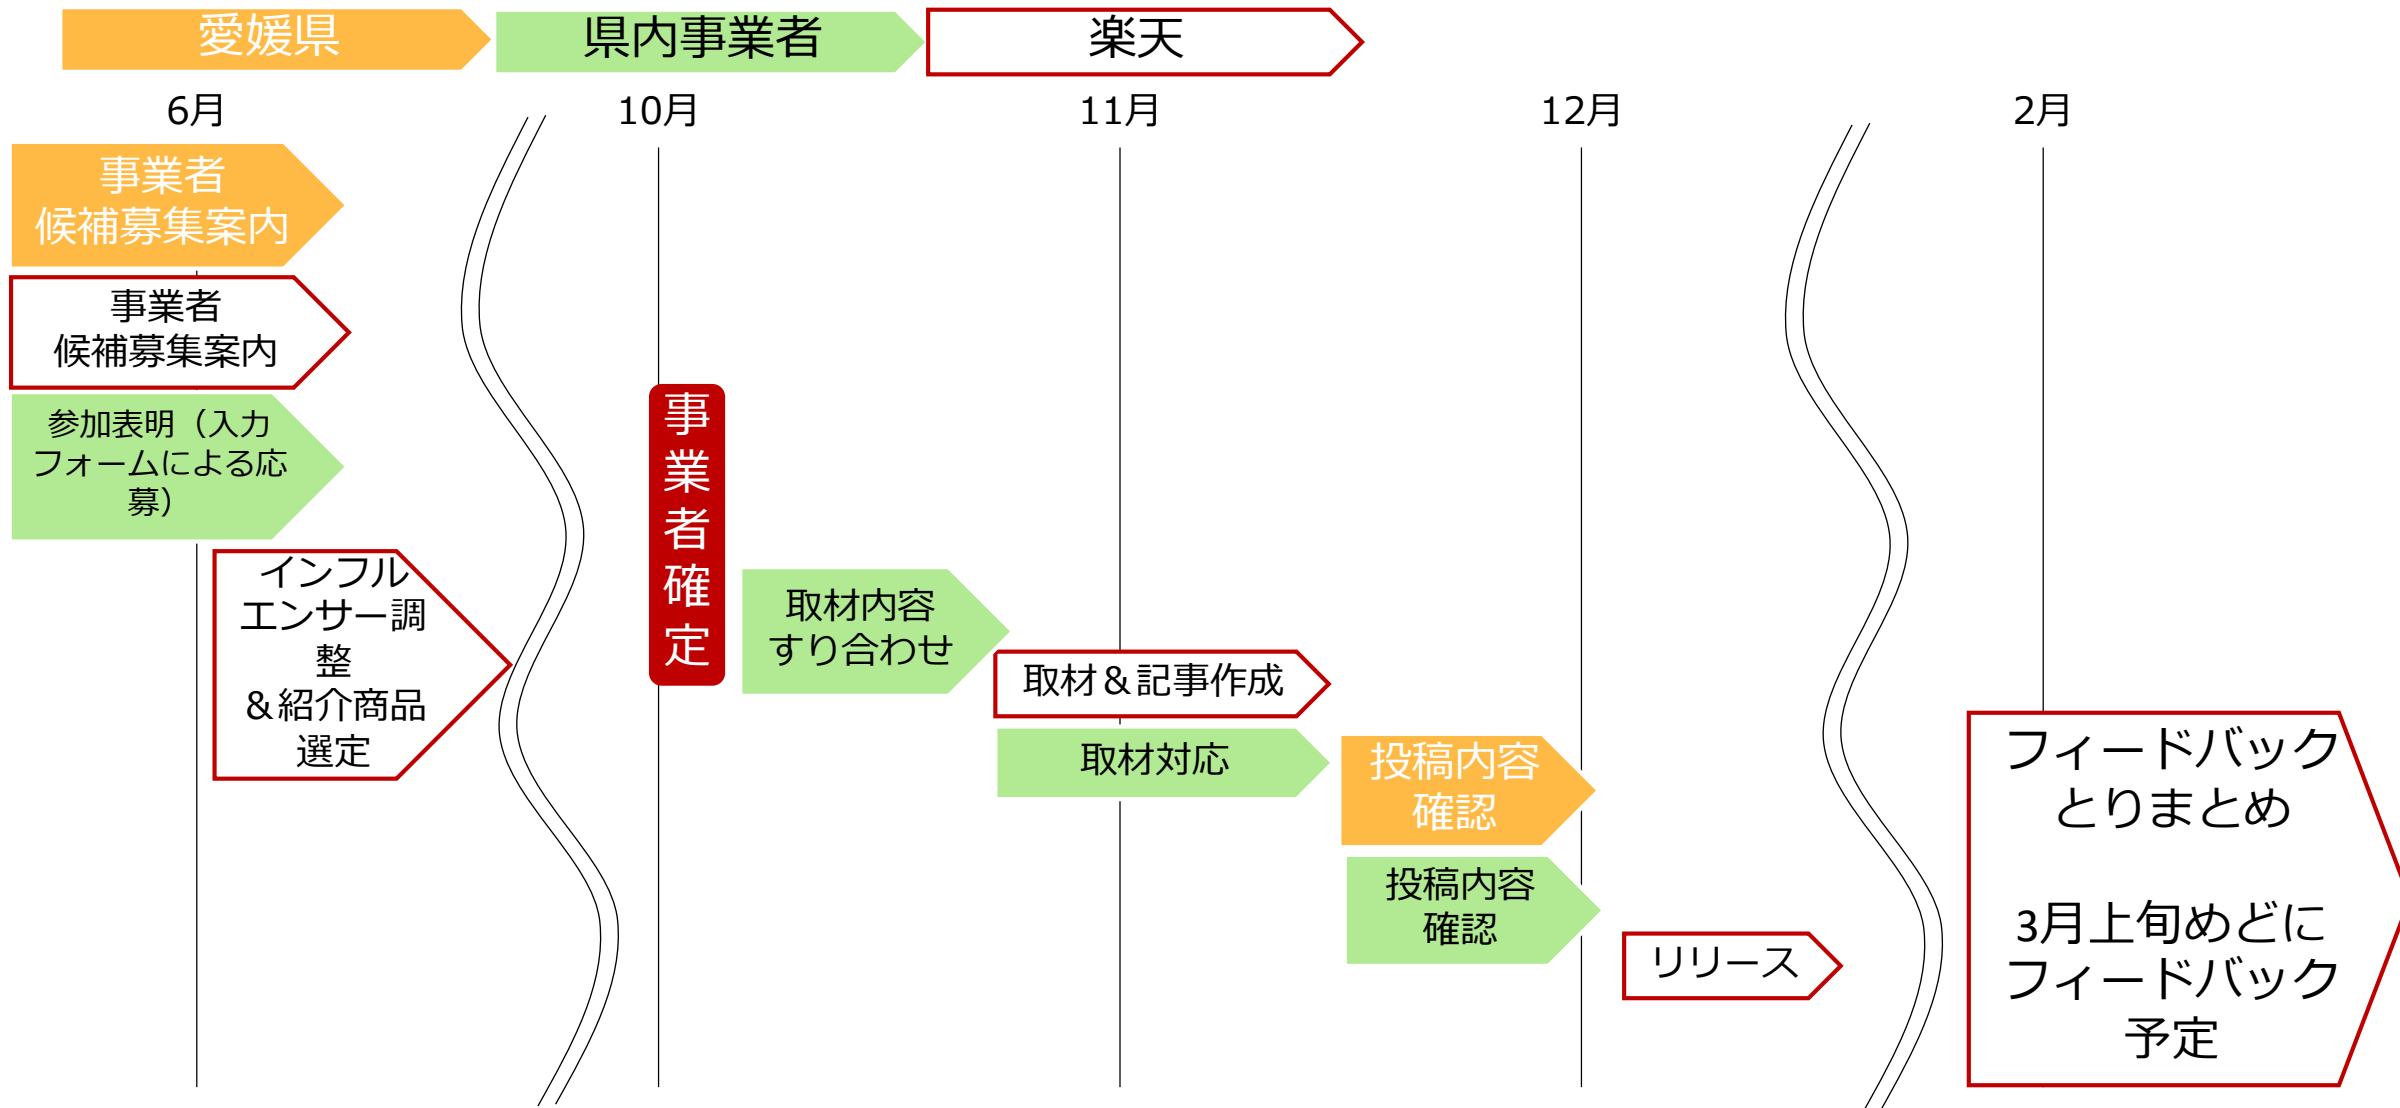 愛媛県
県内事業者
楽天
6月
10月
11月
12月
2月
事業者
候補募集案内
事業者
候補募集案内
参加表明（入力
フォームによる応
募）
インフル
エンサー調
整
＆紹介商品
選定
事業者確定
取材内容
すり合わせ
取材＆記事作成
取材対応
投稿内容
確認
投稿内容
確認
リリース
フィードバック
とりまとめ
3月上旬めどに
フィードバック
予定